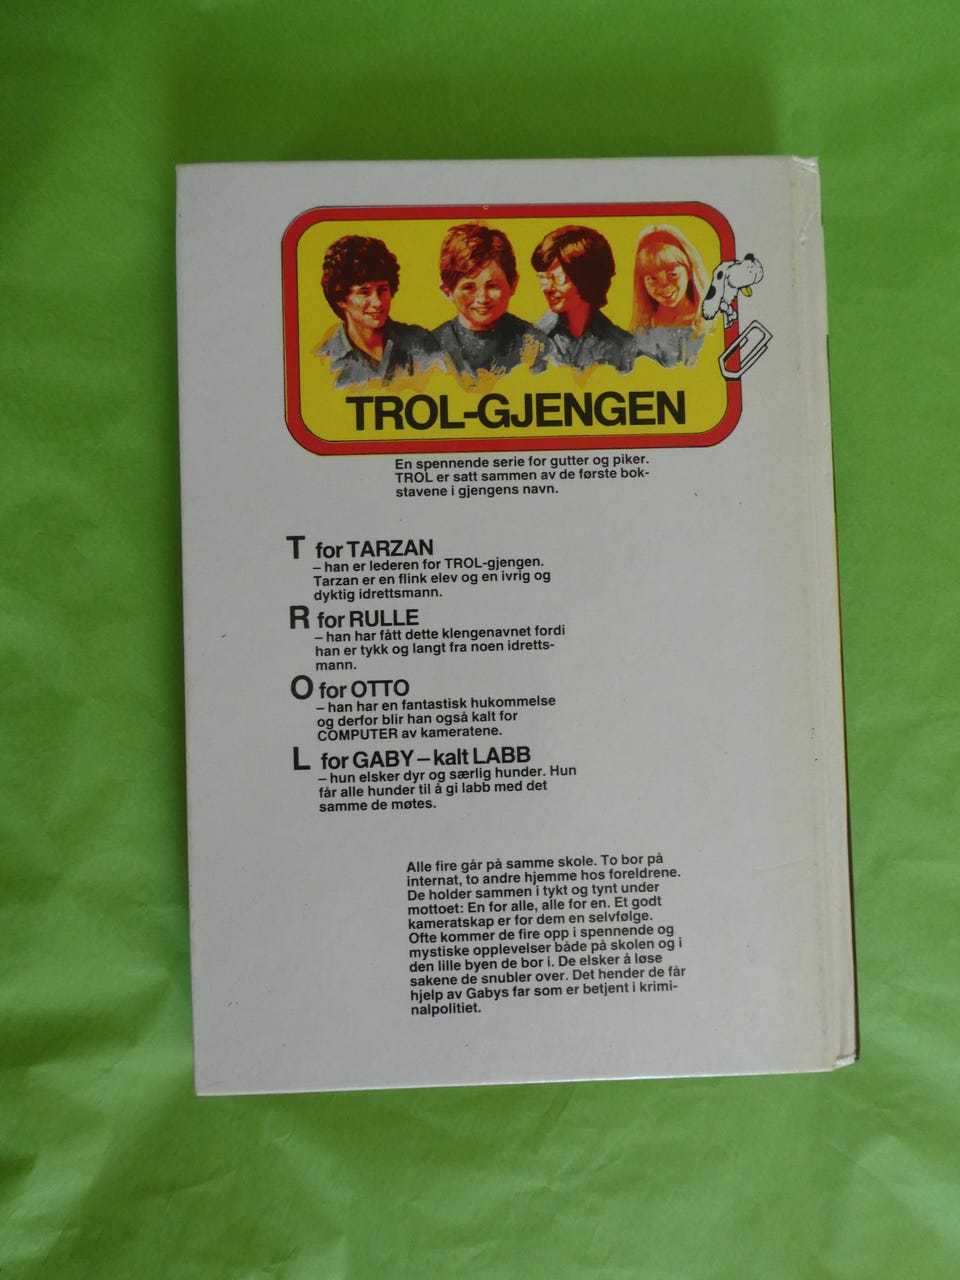 TROL-GJENGEN
En spennende serie for gutter og piker.
TROL er satt sammen av de første bok-
stavene i gjengens navn.
T for TARZAN
– han er lederen for TROL-gjengen.
Tarzan er en flink elev og en ivrig og
dyktig idrettsmann.
R for RULLE
– han har fått dette klengenavnet fordi
han er tykk og langt fra noen idretts-
mann.
O for OTTO
– han har en fantastisk hukommelse
og derfor blir han også kalt for
COMPUTER av kameratene.
L for GABY – kalt LABB
– hun elsker dyr og særlig hunder. Hun
får alle hunder til å gi labb med det
samme de møtes.
Alle fire går på samme skole. To bor på
internat, to andre hjemme hos foreldrene.
De holder sammen i tykt og tynt under
mottoet: En for alle, alle for en. Et godt
kameratskap er for dem en selvfølge.
Ofte kommer de fire opp i spennende og
mystiske opplevelser både på skolen og i
den lille byen de bor i. De elsker å løse
sakene de snubler over. Det hender de får
hjelp av Gabys far som er betjent i krimi-
nalpolitiet.